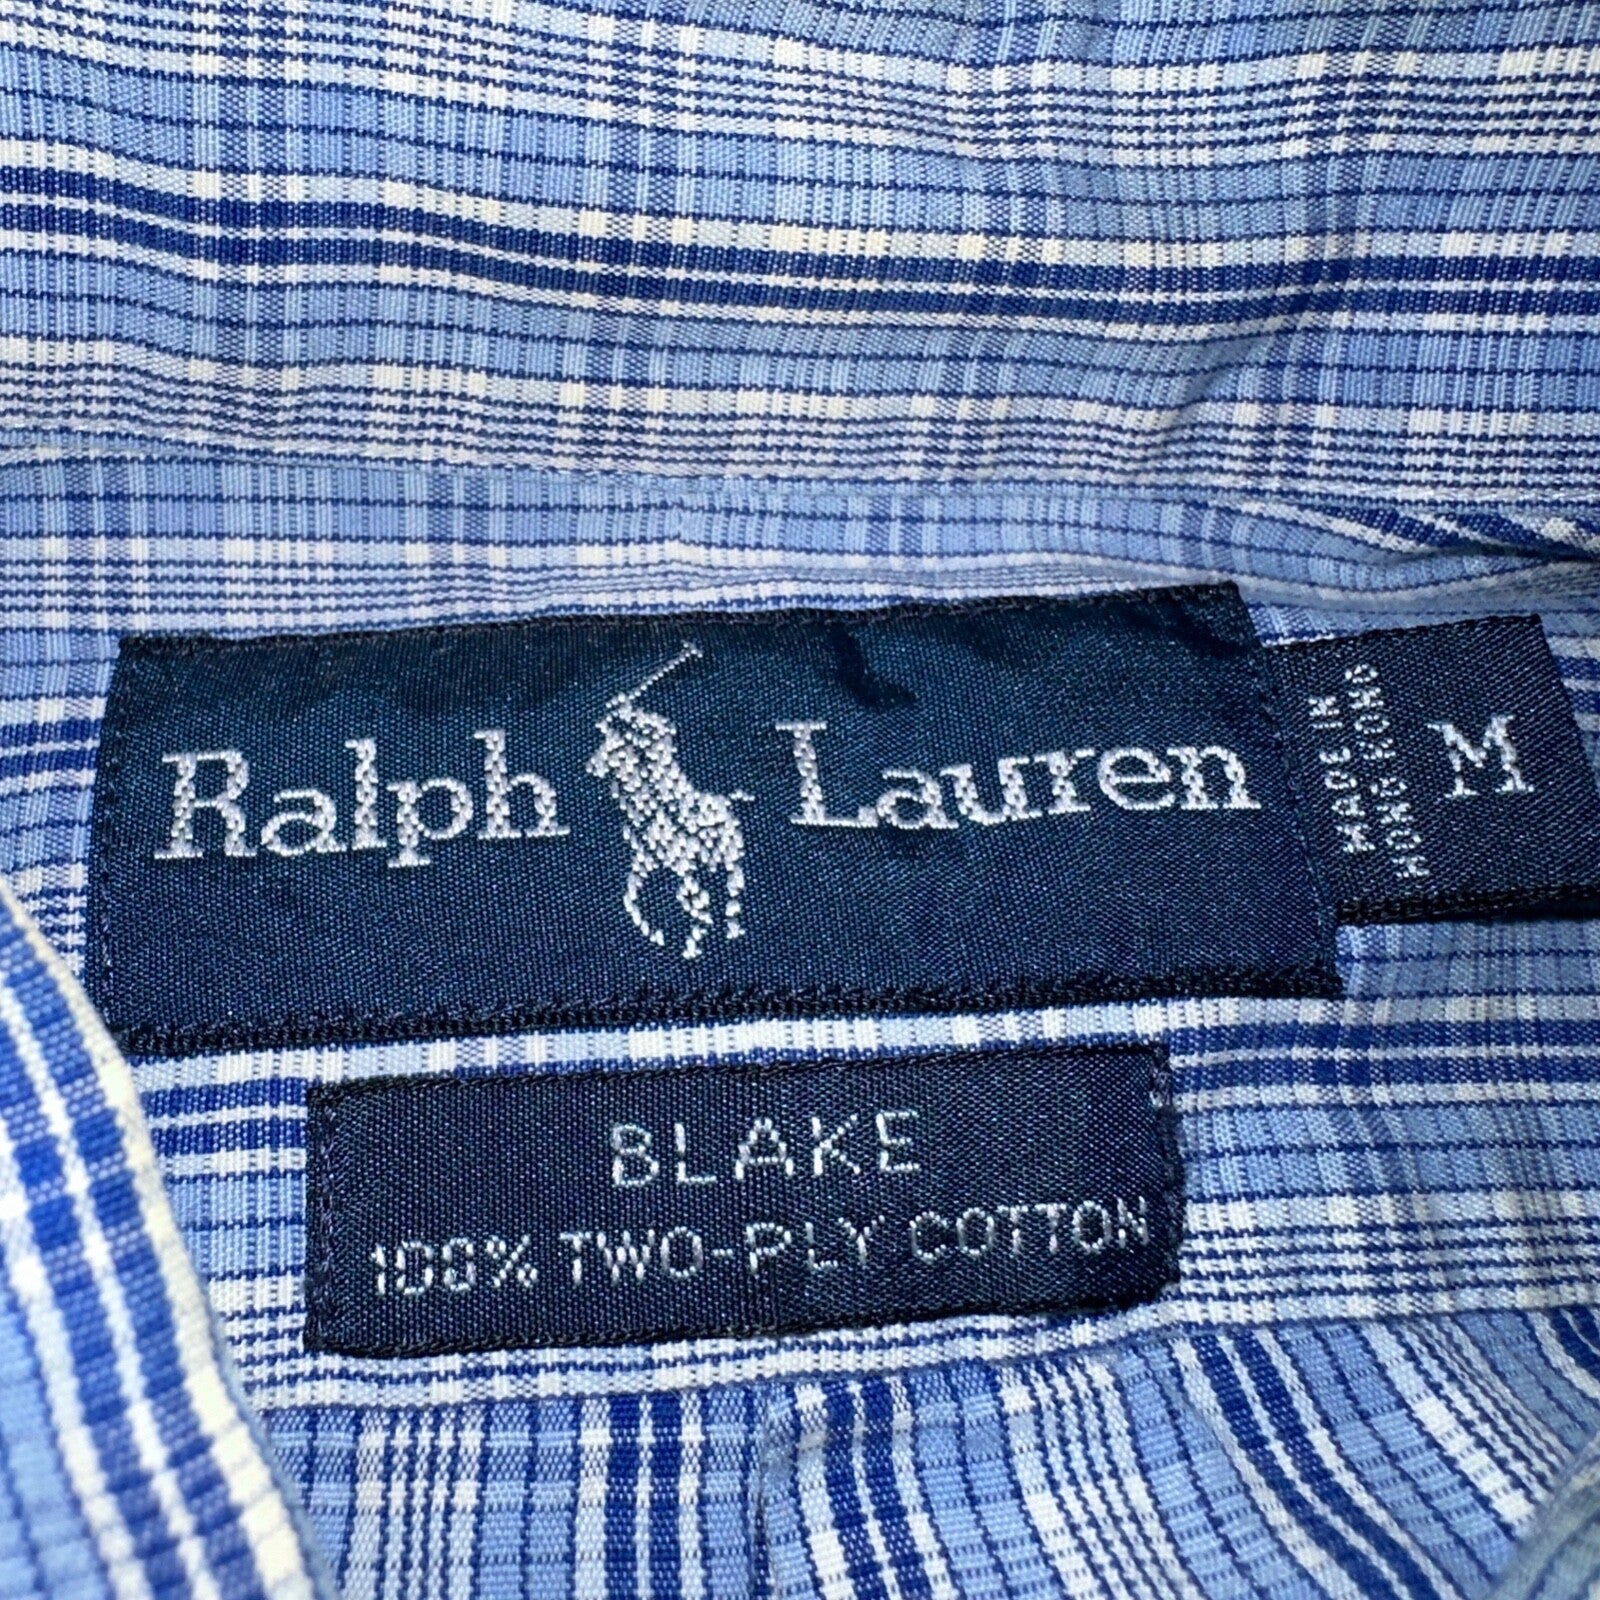 Ralph Lauren
MADE IN
HONG KONG
M
BLAKE
100% TWO-PLY COTTON